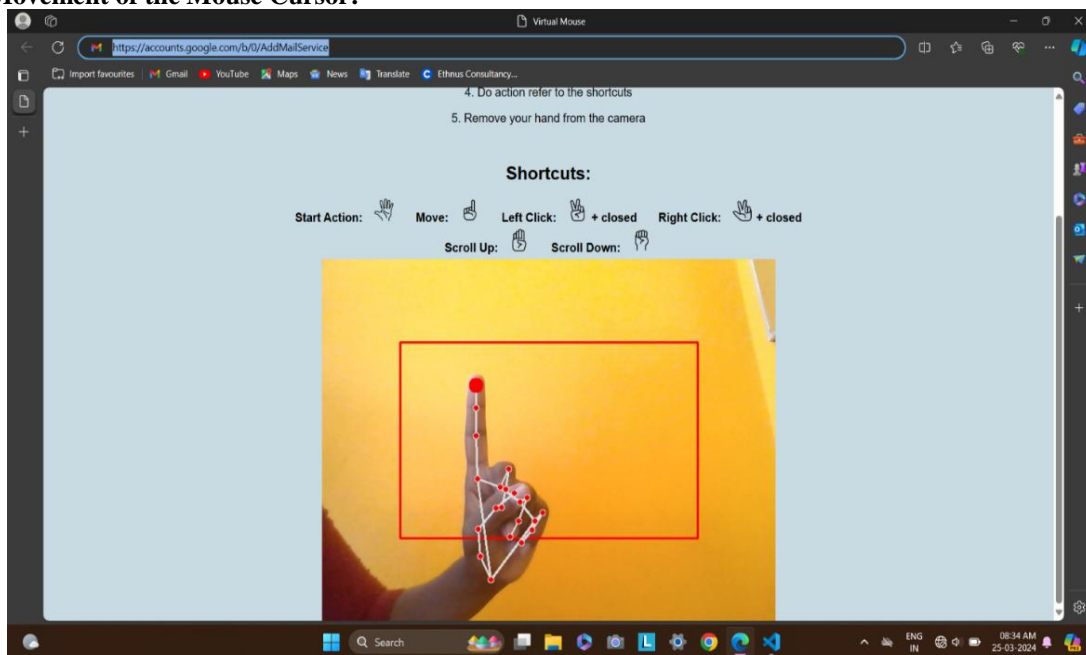 Movement of the Mouse Cursor:
Virtual Mouse
https://accounts.google.com/b/0/AddMailService
Import favourites Gmail YouTube Maps News Translate Ethnus Consultancy...
4. Do action refer to the shortcuts
5. Remove your hand from the camera
Shortcuts:
Start Action: Move: Left Click: + closed Right Click: + closed
Scroll Up: Scroll Down:
Search
ENG
IN
08:34 AM
25-03-2024